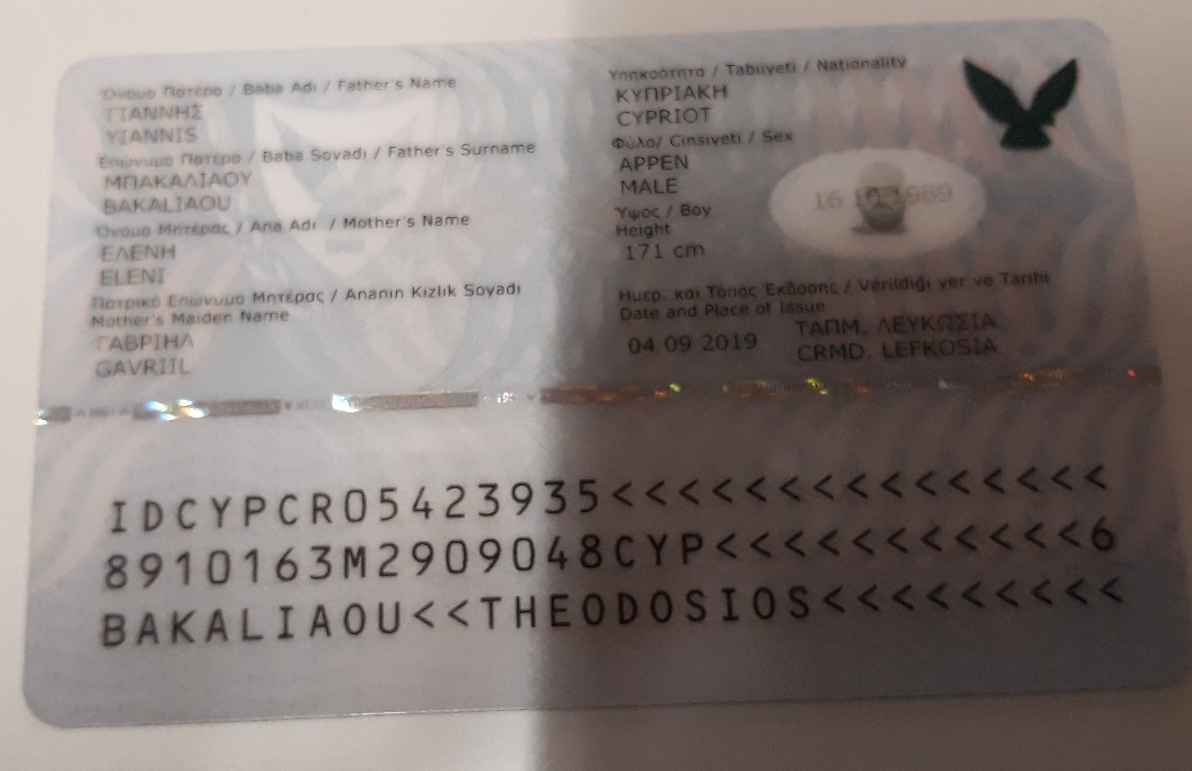 Όνομα Πατέρα / Baba Adı / Father's Name
ΓΙΑΝΝΗΣ
YIANNIS
Επώνυμο Πατέρα / Baba Soyadı / Father's Surname
ΜΠΑΚΑΛΙΑΟΥ
BAKALIAOU
Όνομα Μητέρας / Ana Adı / Mother's Name
ΕΛΕΝΗ
ELENI
Πατρικό Επώνυμο Μητέρας / Ananın Kızlık Soyadı
Mother's Maiden Name
ΓΑΒΡΙΗΛ
GAVRIIL
Υπηκοότητα / Tabiiyeti / Nationality
ΚΥΠΡΙΑΚΗ
CYPRIOT
Φύλο/ Cinsiyeti / Sex
ΑΡΡΕΝ
MALE
Ύψος / Boy
Height
171 cm
16 10 1989
Ημερ. και Τόπος Έκδοσης / Verildiği yer ve Tarihi
Date and Place of Issue
04 09 2019
ΤΑΠΜ, ΛΕΥΚΩΣΙΑ
CRMD, LEFKOSIA
IDCYPCR05423935<<<<<<<<<<<<<<<
8910163M2909048CYP<<<<<<<<<<<6
BAKALIAOU<<THEODOSIOS<<<<<<<<<